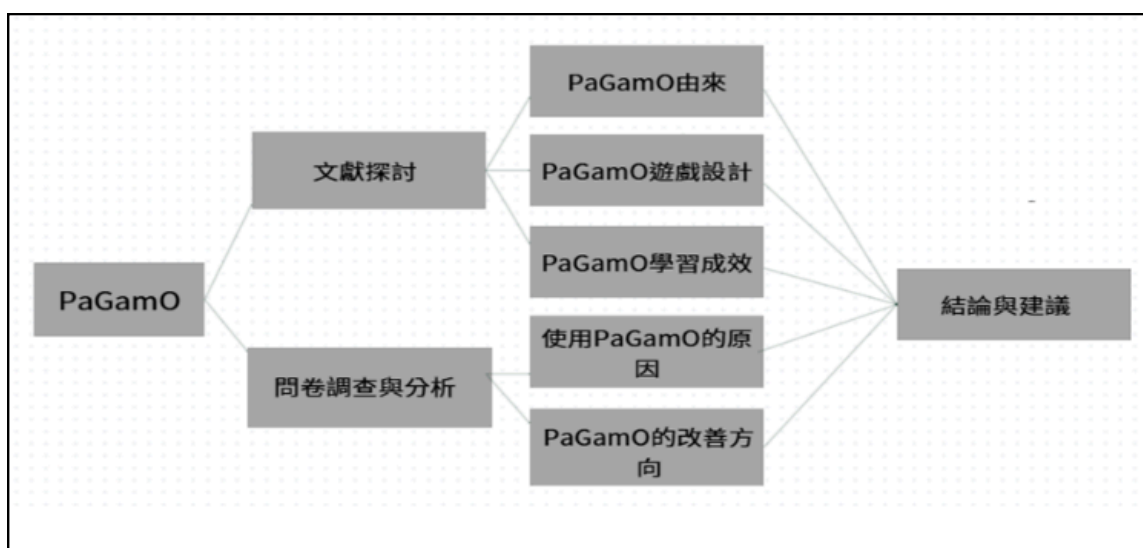 PaGamO
文獻探討
問卷調查與分析
PaGamO由來
PaGamO遊戲設計
PaGamO學習成效
使用PaGamO的原
因
PaGamO的改善方
向
結論與建議